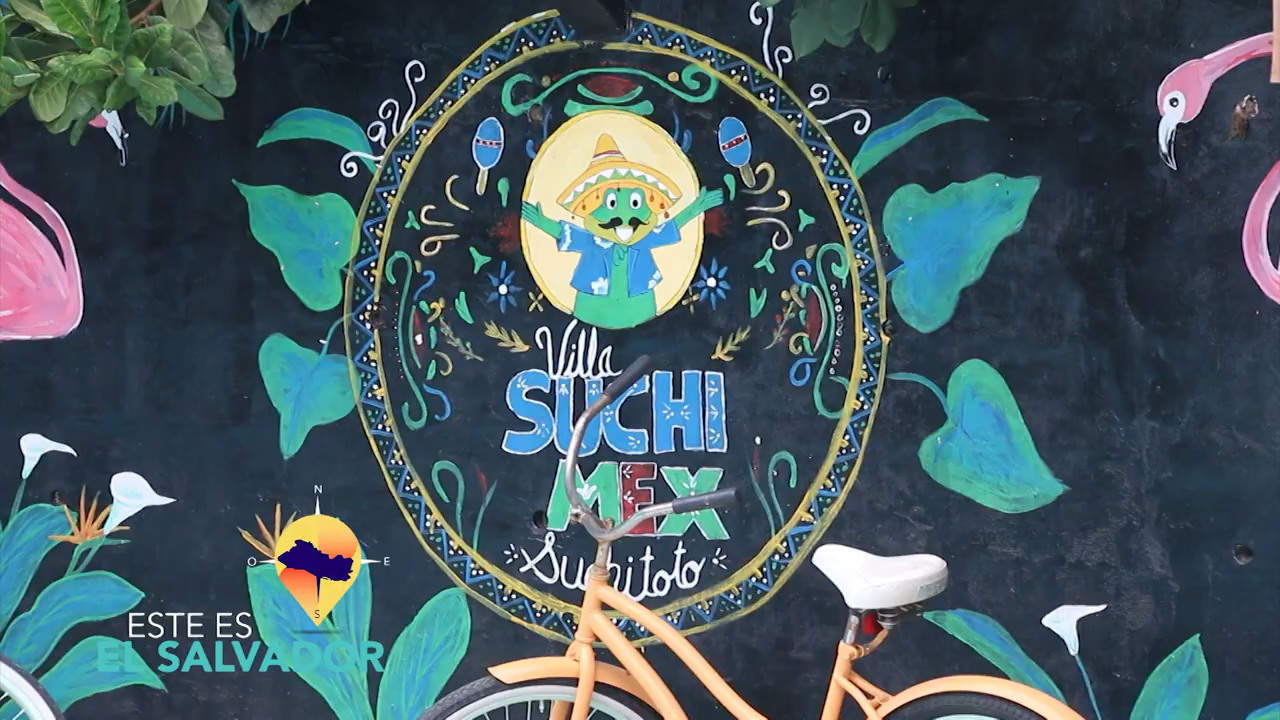 Villa
SUCHI
MEX
Suchitoto
N
O E
S
ESTE ES
EL SALVADOR